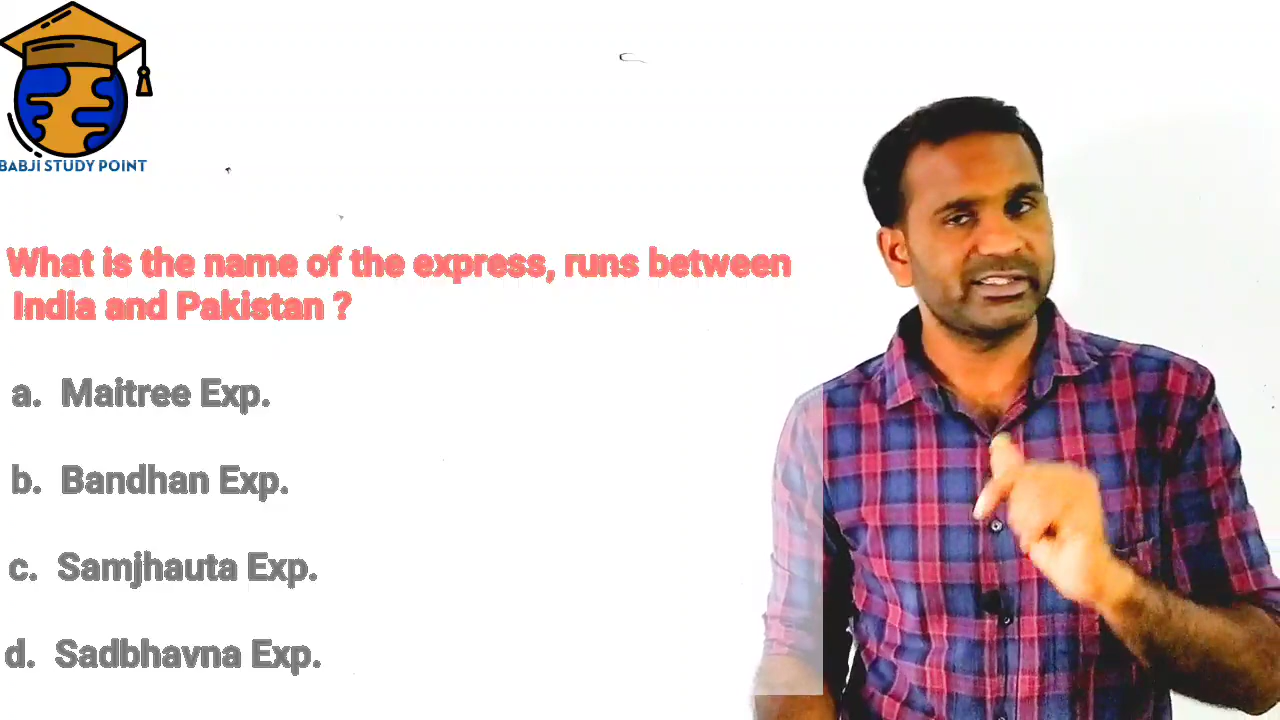 BABJI STUDY POINT
What is the name of the express, runs between
India and Pakistan ?
a. Maitree Exp.
b. Bandhan Exp.
c. Samjhauta Exp.
d. Sadbhavna Exp.